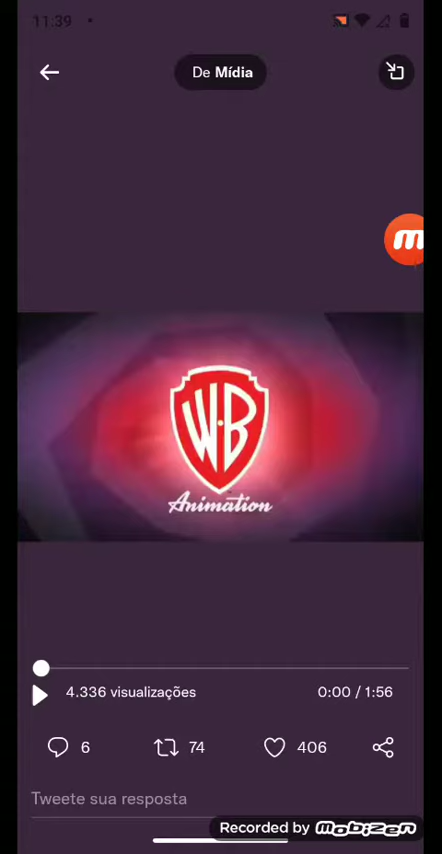 11:39
De Mídia
m
WB
Animation
4.336 visualizações
0:00 / 1:56
6
74
406
Tweete sua resposta
Recorded by Mobizen